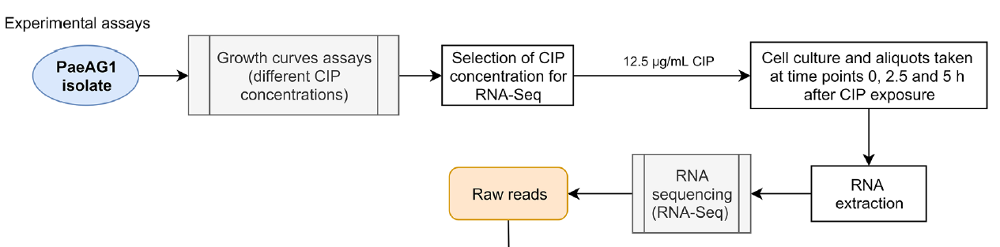 Experimental assays
PaeAG1
isolate
Growth curves assays
(different CIP
concentrations)
Selection of CIP
concentration for
RNA-Seq
12.5 µg/mL CIP
Cell culture and aliquots taken
at time points 0, 2.5 and 5 h
after CIP exposure
RNA
extraction
RNA
sequencing
(RNA-Seq)
Raw reads